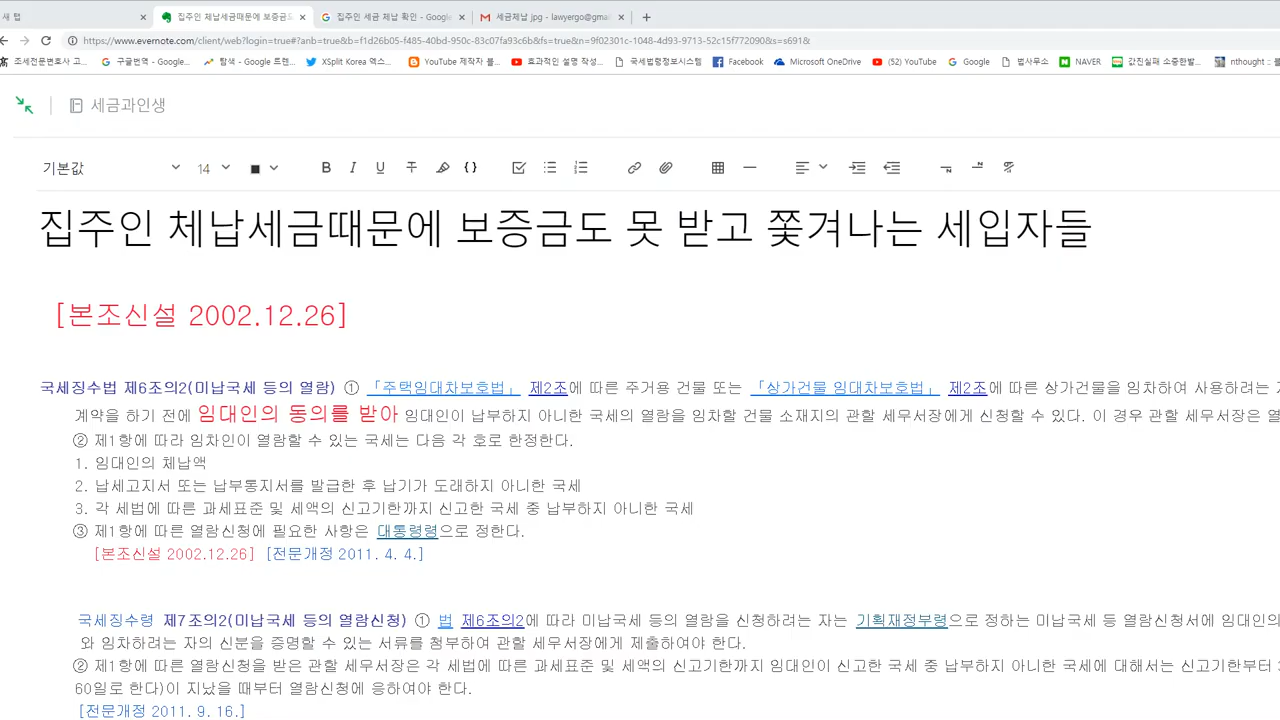 새 탭
집주인 체납세금때문에 보증금도
집주인 세금 체납 확인 - Google
세금체납 jpg - lawyergo@gmai
https://www.evernote.com/client/web?login=true#?anb=true&b=f1d26b05-f485-40bd-950c-83c07fa93c6b&fs=true&n=9f02301c-1048-4d93-9713-52c15f772090&s=s691&
조세전문변호사 고... 구글번역 - Google... 탐색 - Google 트렌... XSplit Korea 엑스... YouTube 제작자 블... 효과적인 설명 작성... 국세법령정보시스템 Facebook Microsoft OneDrive (52) YouTube Google 법사무소 NAVER 값진실패 소중한발... nthought :: 블
세금과인생
기본값 14 B I U T {}
집주인 체납세금때문에 보증금도 못 받고 쫓겨나는 세입자들
[본조신설 2002.12.26]
국세징수법 제6조의2(미납국세 등의 열람) ① 「주택임대차보호법」 제2조에 따른 주거용 건물 또는 「상가건물 임대차보호법」 제2조에 따른 상가건물을 임차하여 사용하려는
계약을 하기 전에 임대인의 동의를 받아 임대인이 납부하지 아니한 국세의 열람을 임차할 건물 소재지의 관할 세무서장에게 신청할 수 있다. 이 경우 관할 세무서장은 열
② 제1항에 따라 임차인이 열람할 수 있는 국세는 다음 각 호로 한정한다.
1. 임대인의 체납액
2. 납세고지서 또는 납부통지서를 발급한 후 납기가 도래하지 아니한 국세
3. 각 세법에 따른 과세표준 및 세액의 신고기한까지 신고한 국세 중 납부하지 아니한 국세
③ 제1항에 따른 열람신청에 필요한 사항은 대통령령으로 정한다.
[본조신설 2002.12.26] [전문개정 2011. 4. 4.]
국세징수령 제7조의2(미납국세 등의 열람신청) ① 법 제6조의2에 따라 미납국세 등의 열람을 신청하려는 자는 기획재정부령으로 정하는 미납국세 등 열람신청서에 임대인의
와 임차하려는 자의 신분을 증명할 수 있는 서류를 첨부하여 관할 세무서장에게 제출하여야 한다.
② 제1항에 따른 열람신청을 받은 관할 세무서장은 각 세법에 따른 과세표준 및 세액의 신고기한까지 임대인이 신고한 국세 중 납부하지 아니한 국세에 대해서는 신고기한부터
60일로 한다)이 지났을 때부터 열람신청에 응하여야 한다.
[전문개정 2011. 9. 16.]